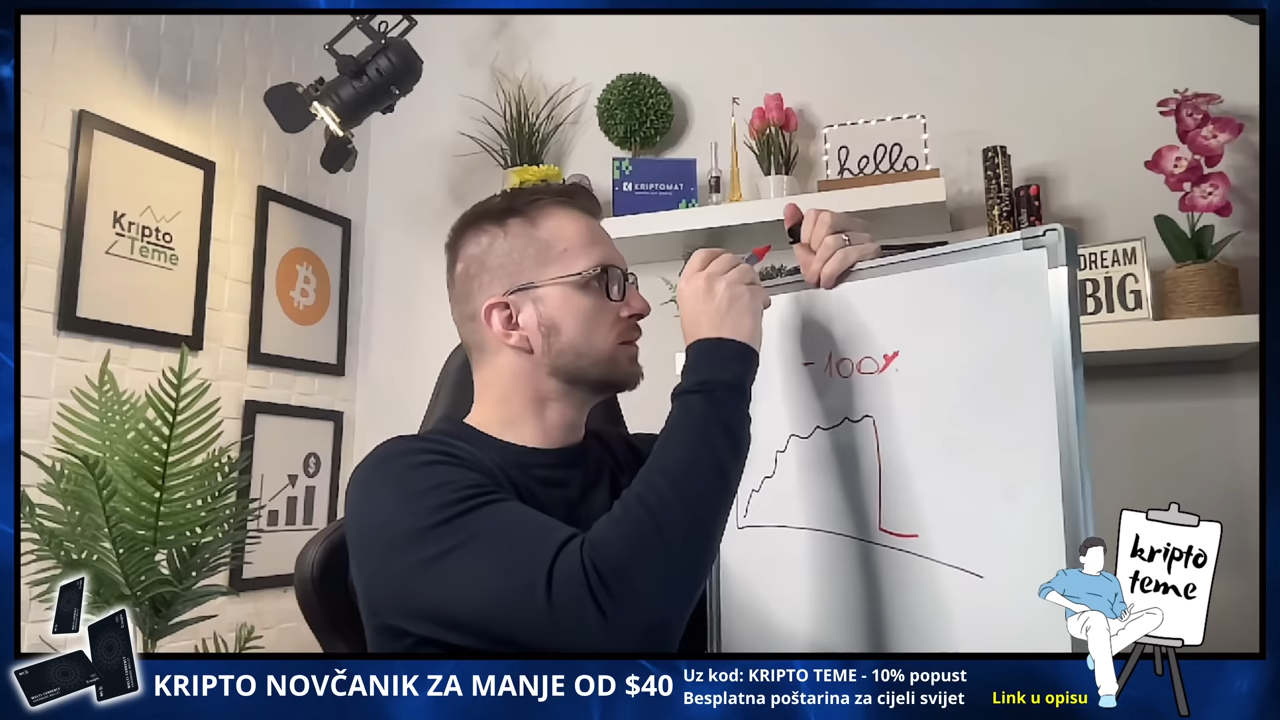 Kripto
Teme
KRIPTOMAT
hello
DREAM
BIG
-100%
kripto
teme
KRIPTO NOVČANIK ZA MANJE OD $40
Uz kod: KRIPTO TEME - 10% popust
Besplatna poštarina za cijeli svijet
Link u opisu